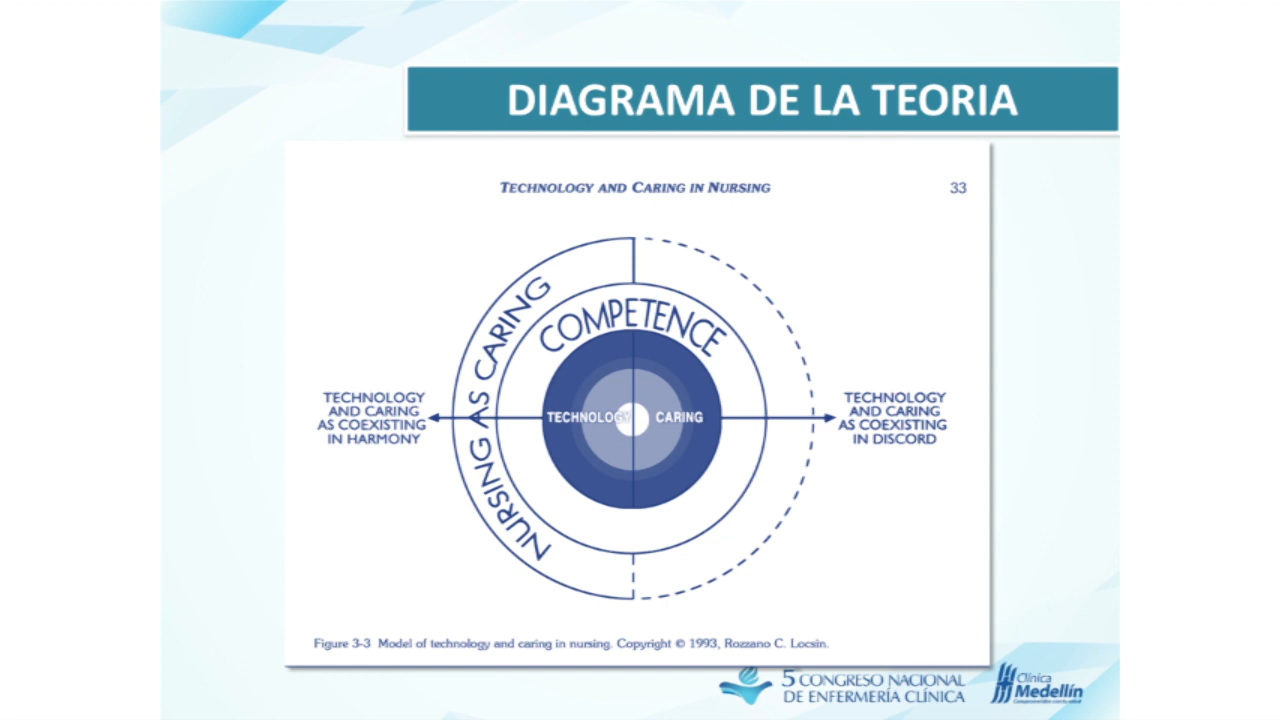 DIAGRAMA DE LA TEORIA
TECHNOLOGY AND CARING IN NURSING
33
NURSING AS CARING
COMPETENCE
TECHNOLOGY
CARING
TECHNOLOGY
AND CARING
AS COEXISTING
IN HARMONY
TECHNOLOGY
AND CARING
AS COEXISTING
IN DISCORD
Figure 3-3 Model of technology and caring in nursing. Copyright © 1993, Rozzano C. Locsin.
5 CONGRESO NACIONAL
DE ENFERMERÍA CLÍNICA
Clínica
Medellín